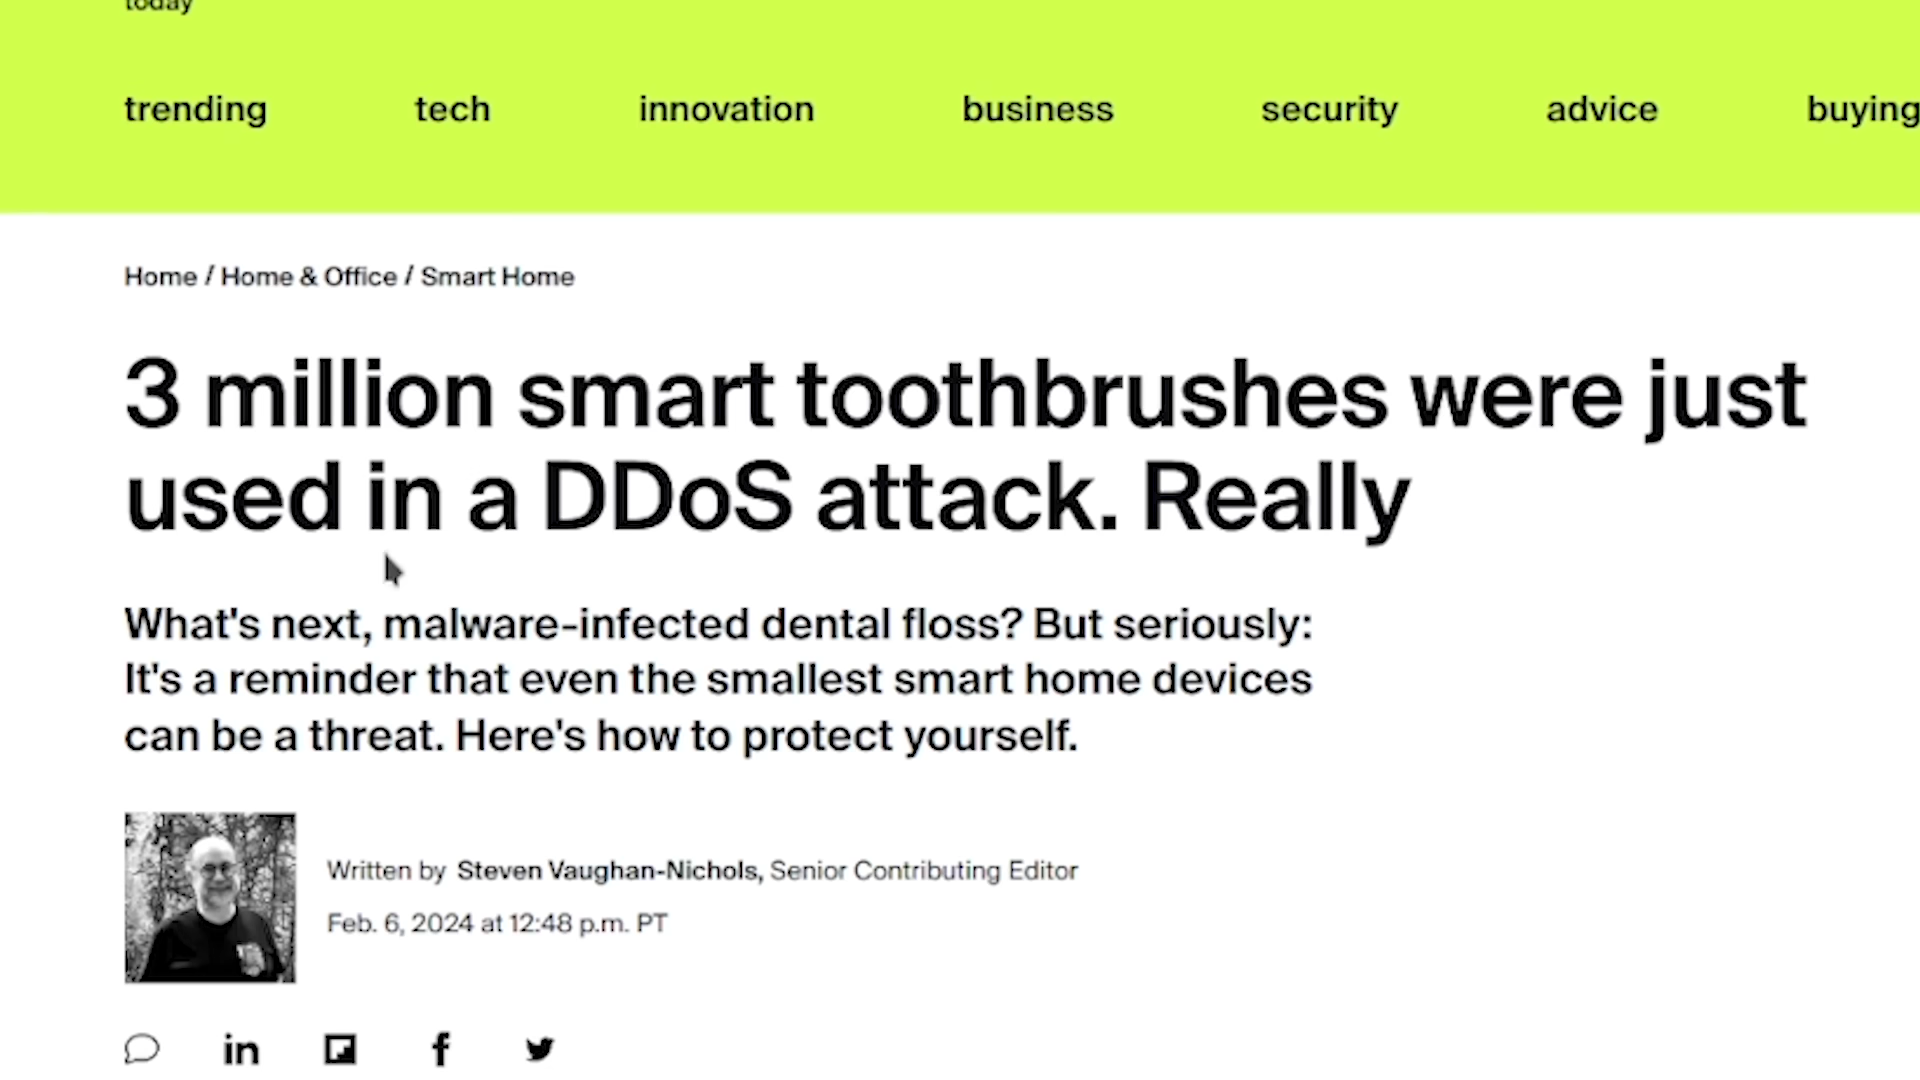 today
trending tech innovation business security advice buying
Home / Home & Office / Smart Home
3 million smart toothbrushes were just
used in a DDoS attack. Really
What's next, malware-infected dental floss? But seriously:
It's a reminder that even the smallest smart home devices
can be a threat. Here's how to protect yourself.
Written by Steven Vaughan-Nichols, Senior Contributing Editor
Feb. 6, 2024 at 12:48 p.m. PT